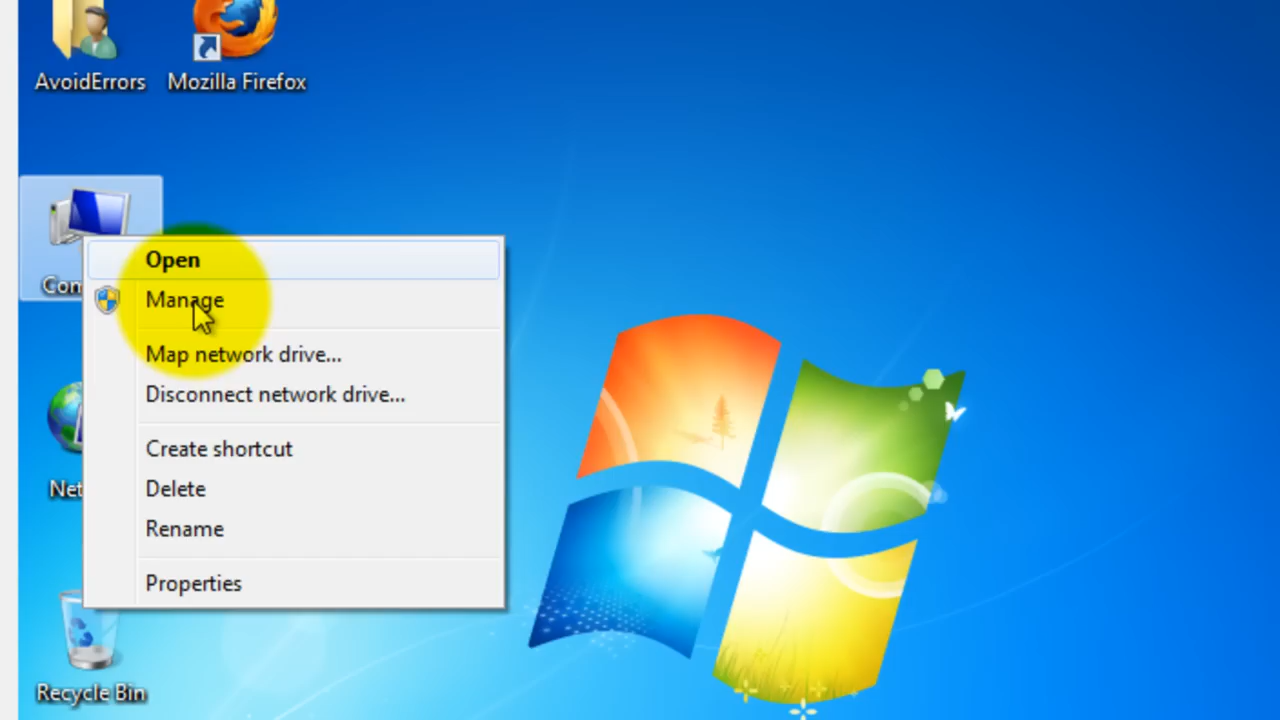 AvoidErrors
Mozilla Firefox
Open
Manage
Map network drive...
Disconnect network drive...
Create shortcut
Delete
Rename
Properties
Recycle Bin